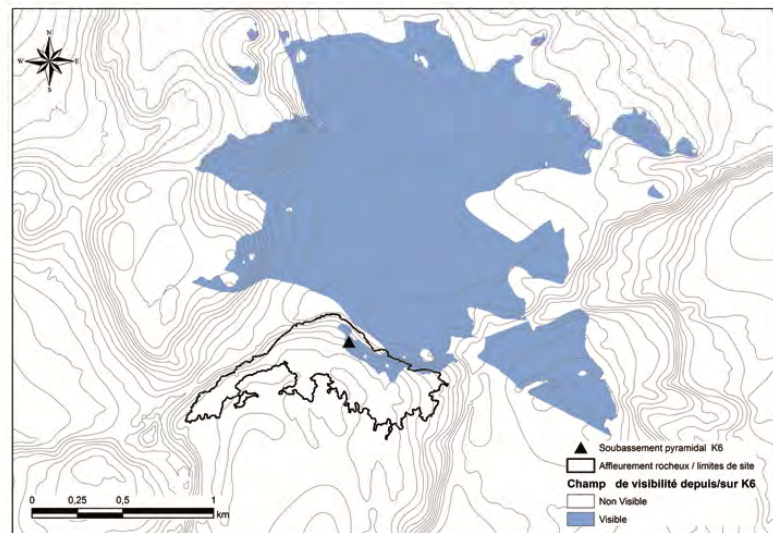 N
W E
S
Soubassement pyramidal K6
Affleurement rocheux / limites de site
Champ de visibilité depuis/sur K6
Non Visible
Visible
0 0,25 0,5 1
km